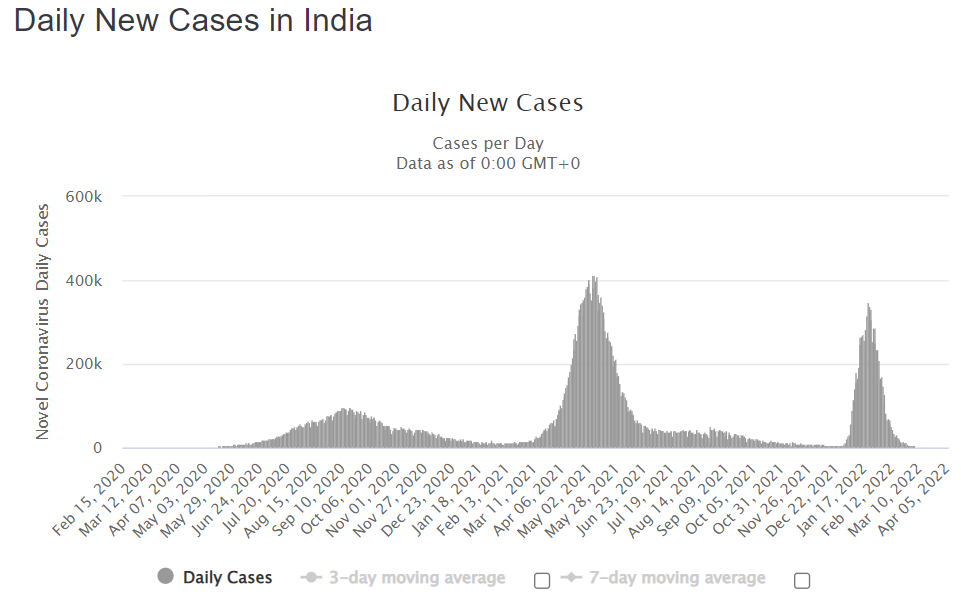 Daily New Cases in India
Daily New Cases
Cases per Day
Data as of 0:00 GMT+0
Novel Coronavirus Daily Cases
600k
400k
200k
0
Feb 15, 2020
Mar 12, 2020
Apr 07, 2020
May 03, 2020
May 29, 2020
Jun 24, 2020
Jul 20, 2020
Aug 15, 2020
Sep 10, 2020
Oct 06, 2020
Nov 01, 2020
Nov 27, 2020
Dec 23, 2020
Jan 18, 2021
Feb 13, 2021
Mar 11, 2021
Apr 06, 2021
May 02, 2021
May 28, 2021
Jun 23, 2021
Jul 19, 2021
Aug 14, 2021
Sep 09, 2021
Oct 05, 2021
Oct 31, 2021
Nov 26, 2021
Dec 22, 2021
Jan 17, 2022
Feb 12, 2022
Mar 10, 2022
Apr 05, 2022
Daily Cases 3-day moving average 7-day moving average